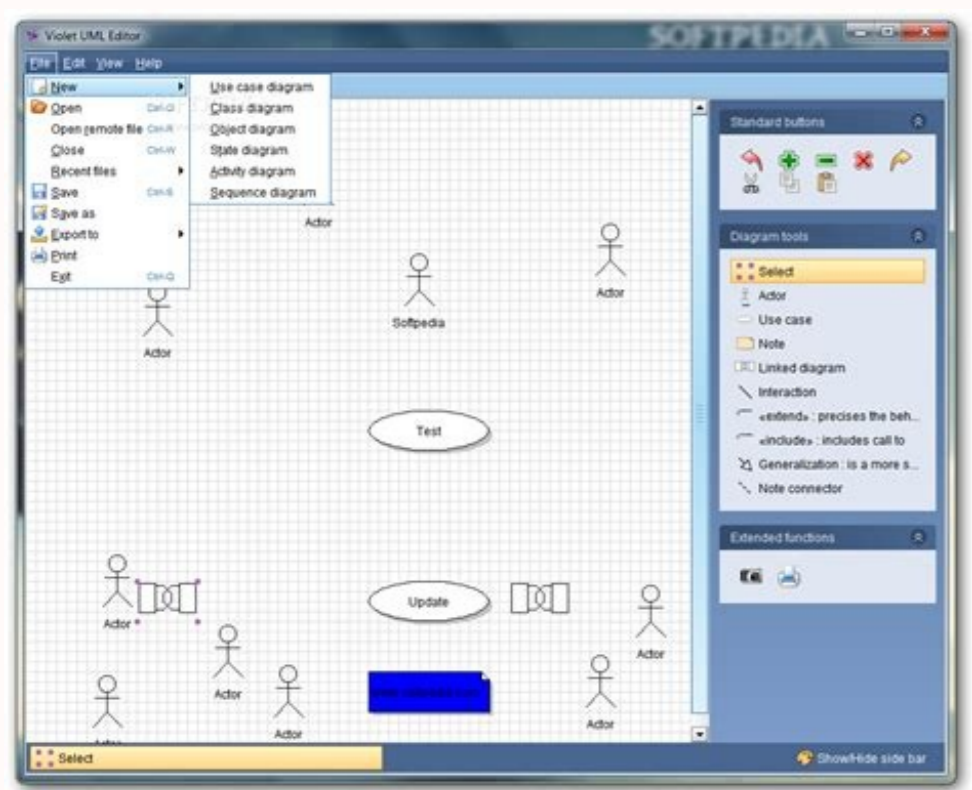 Violet UML Editor
SOFTPEDIA
File Edit View Help
New
Open Ctrl-O
Open remote file Ctrl-R
Close Ctrl-W
Recent files
Save Ctrl-S
Save as
Export to
Print
Exit Ctrl-Q
Use case diagram
Class diagram
Object diagram
State diagram
Activity diagram
Sequence diagram
Actor
Actor
Softpedia
Actor
Test
Actor
Update
Actor
Actor
Actor
Actor
Actor
Standard buttons
Diagram tools
Select
Actor
Use case
Note
Linked diagram
Interaction
«extend» : precises the beh...
«include» : includes call to
Generalization : is a more s...
Note connector
Extended functions
Select
Show/Hide side bar